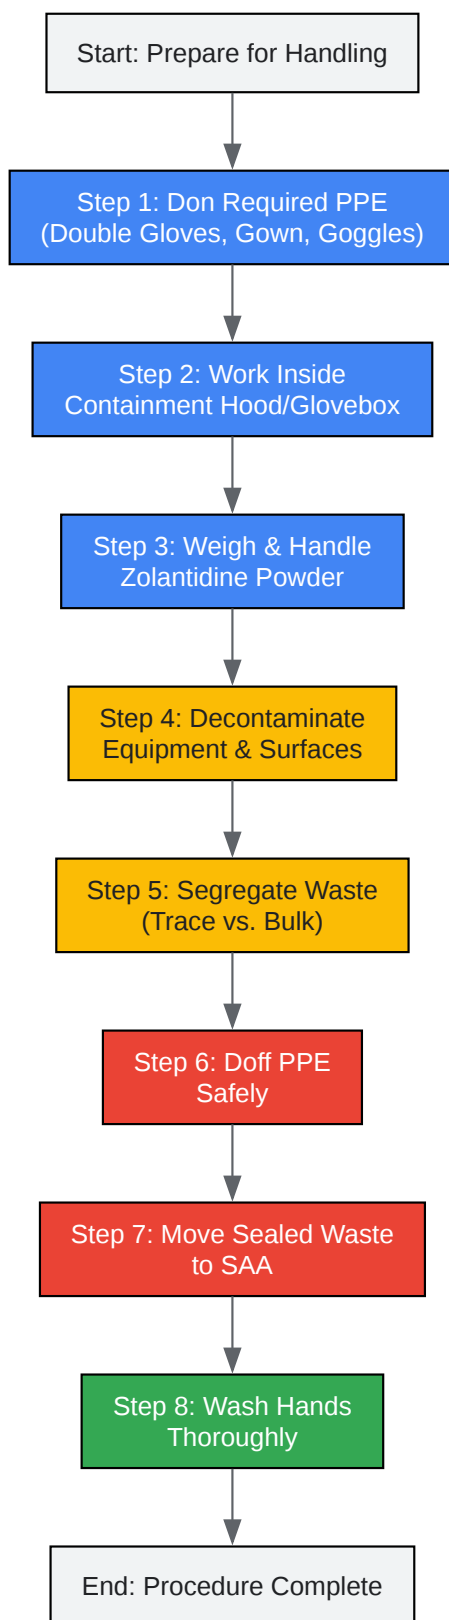 Start: Prepare for Handling
Step 1: Don Required PPE
(Double Gloves, Gown, Goggles)
Step 2: Work Inside
Containment Hood/Glovebox
Step 3: Weigh & Handle
Zolantidine Powder
Step 4: Decontaminate
Equipment & Surfaces
Step 5: Segregate Waste
(Trace vs. Bulk)
Step 6: Doff PPE
Safely
Step 7: Move Sealed Waste
to SAA
Step 8: Wash Hands
Thoroughly
End: Procedure Complete